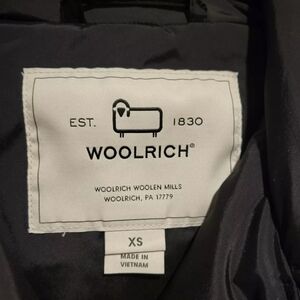 EST. 1830
WOOLRICH®
WOOLRICH WOOLEN MILLS
WOOLRICH, PA 17779
XS
MADE IN
VIETNAM